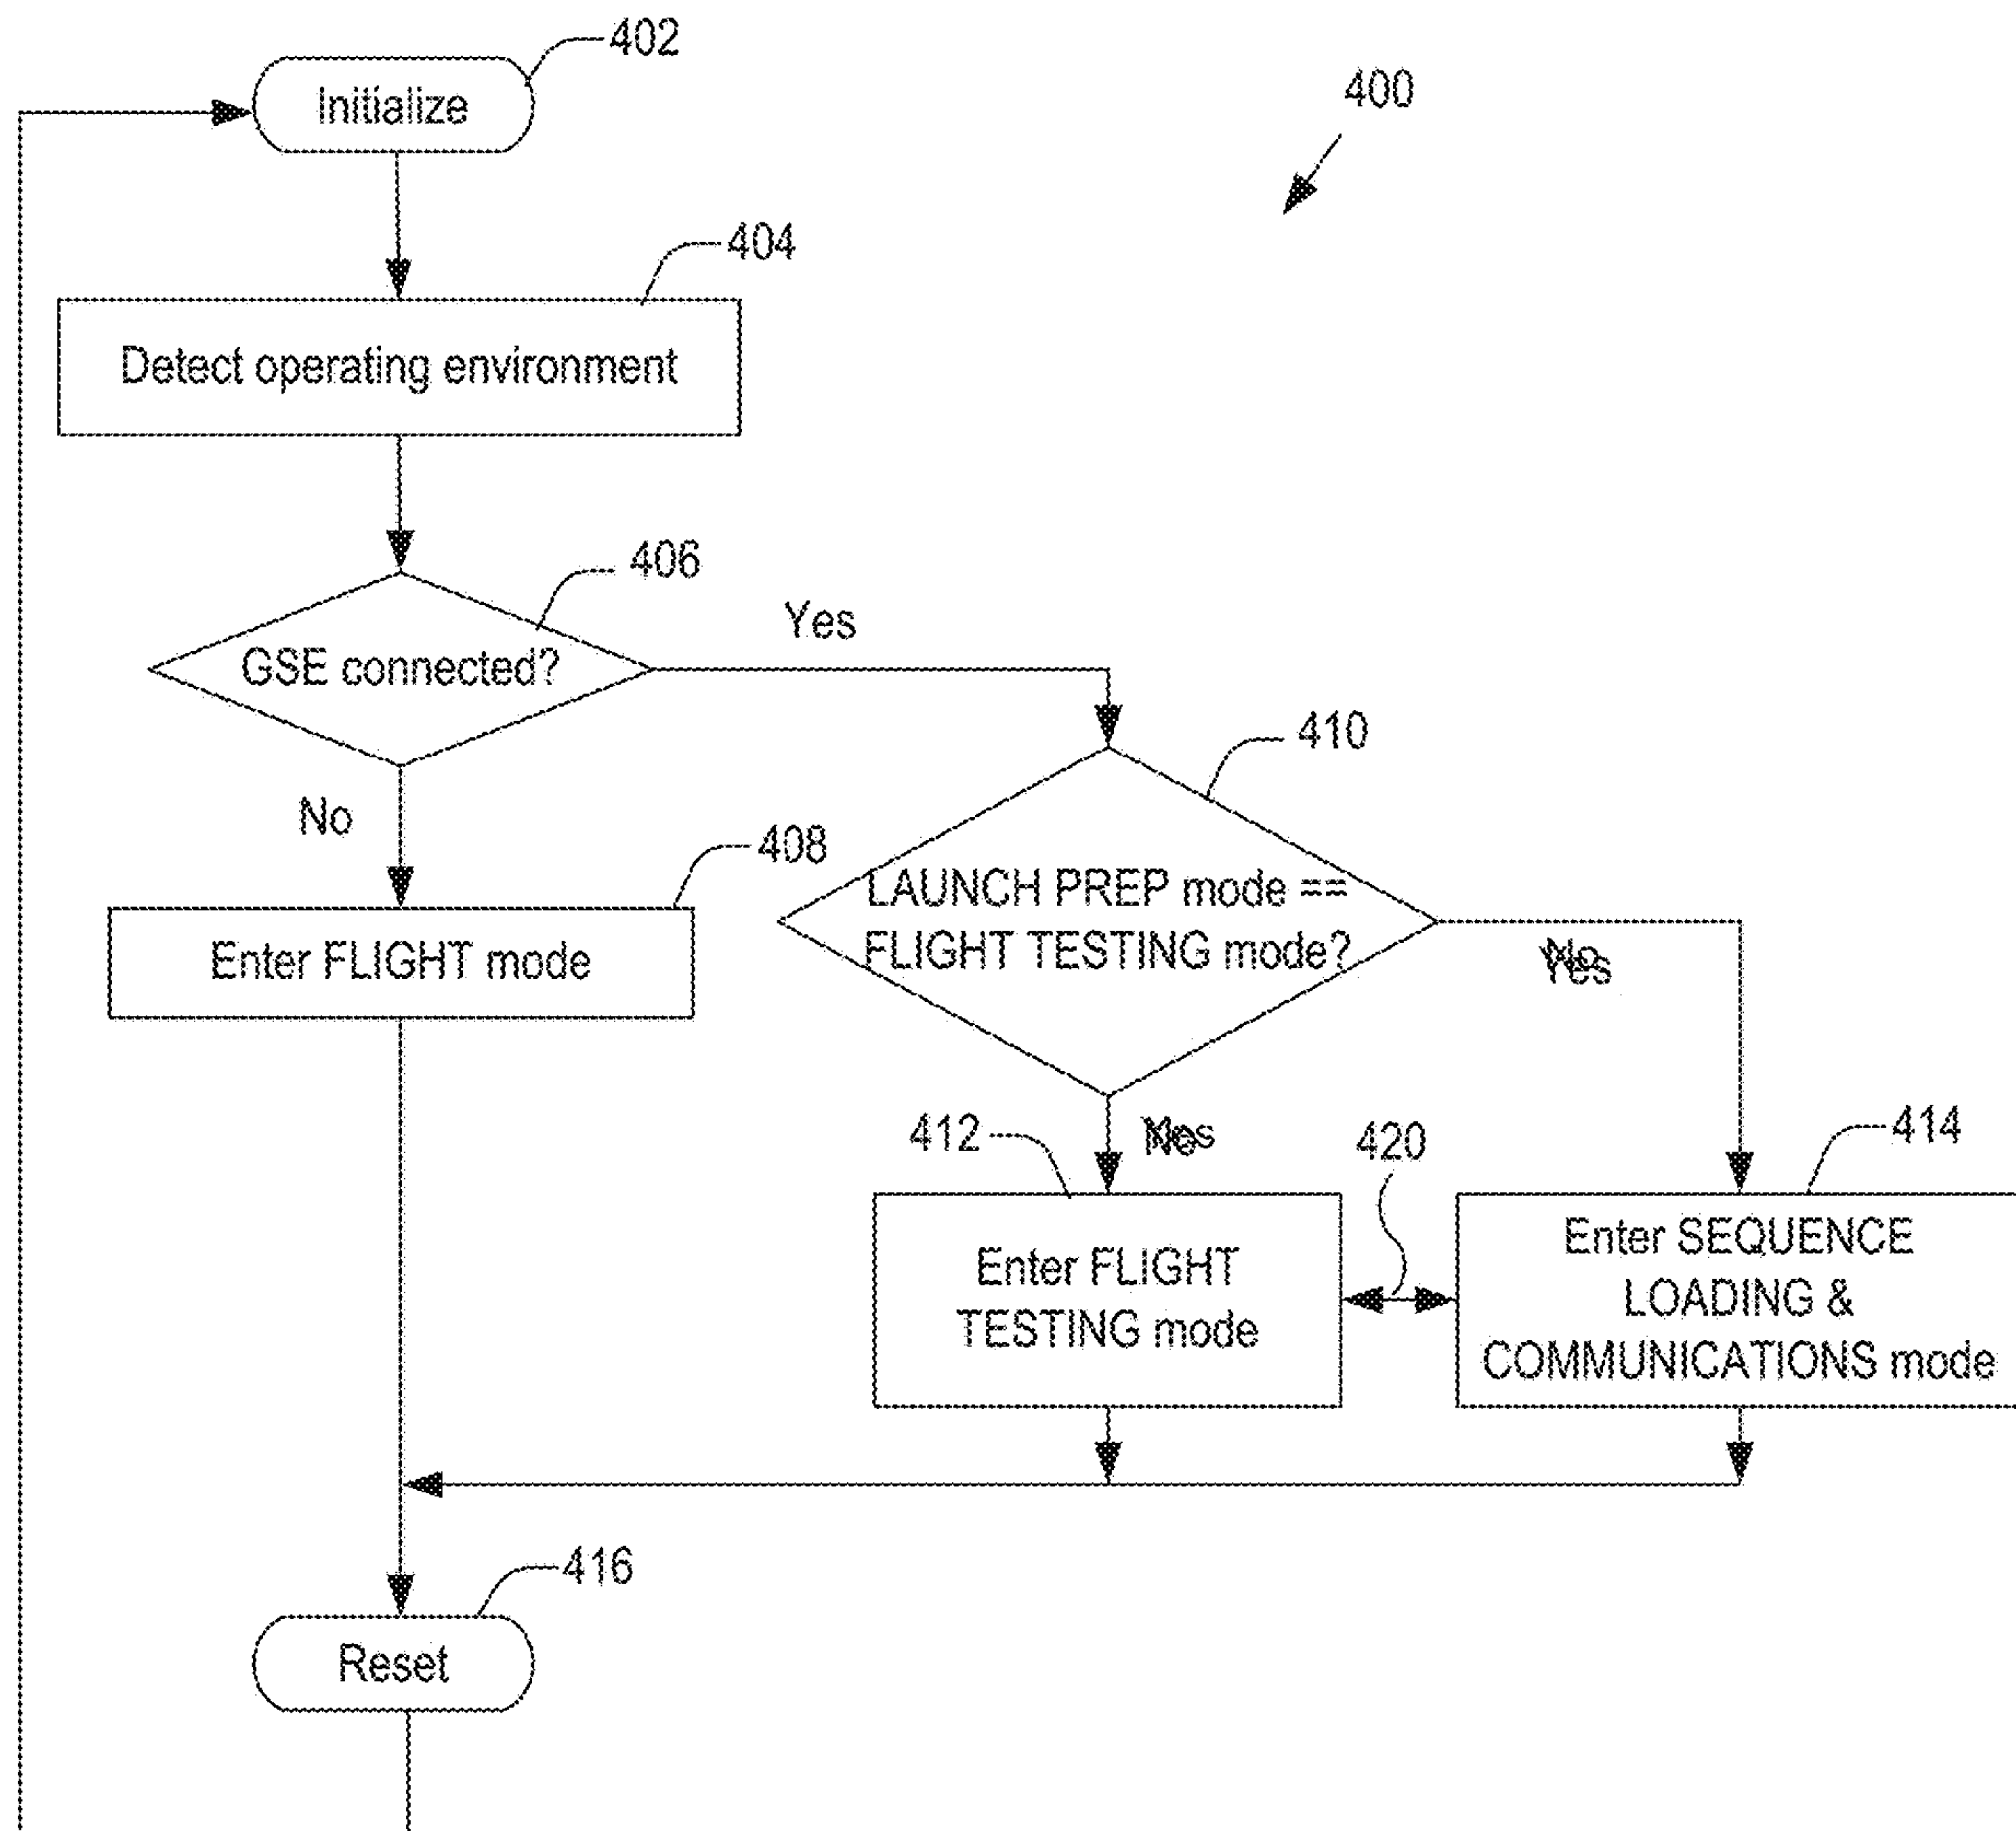 402
Initialize
400
404
Detect operating environment
406
Yes
GSE connected?
410
No
408
LAUNCH PREP mode ==
FLIGHT TESTING mode?
Enter FLIGHT mode
412
420
414
Enter FLIGHT
TESTING mode
Enter SEQUENCE
LOADING &
COMMUNICATIONS mode
416
Reset